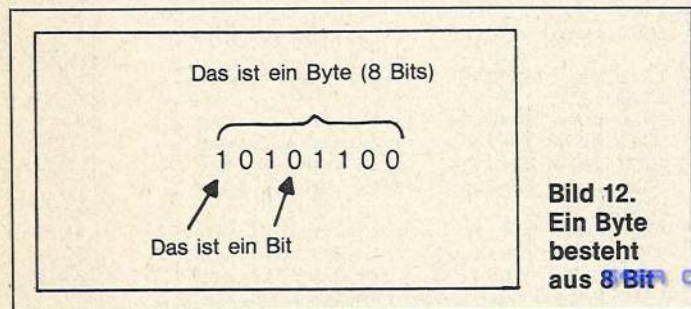 Das ist ein Byte (8 Bits)
1 0 1 0 1 1 0 0
Das ist ein Bit
Bild 12.
Ein Byte
besteht
aus 8 Bit